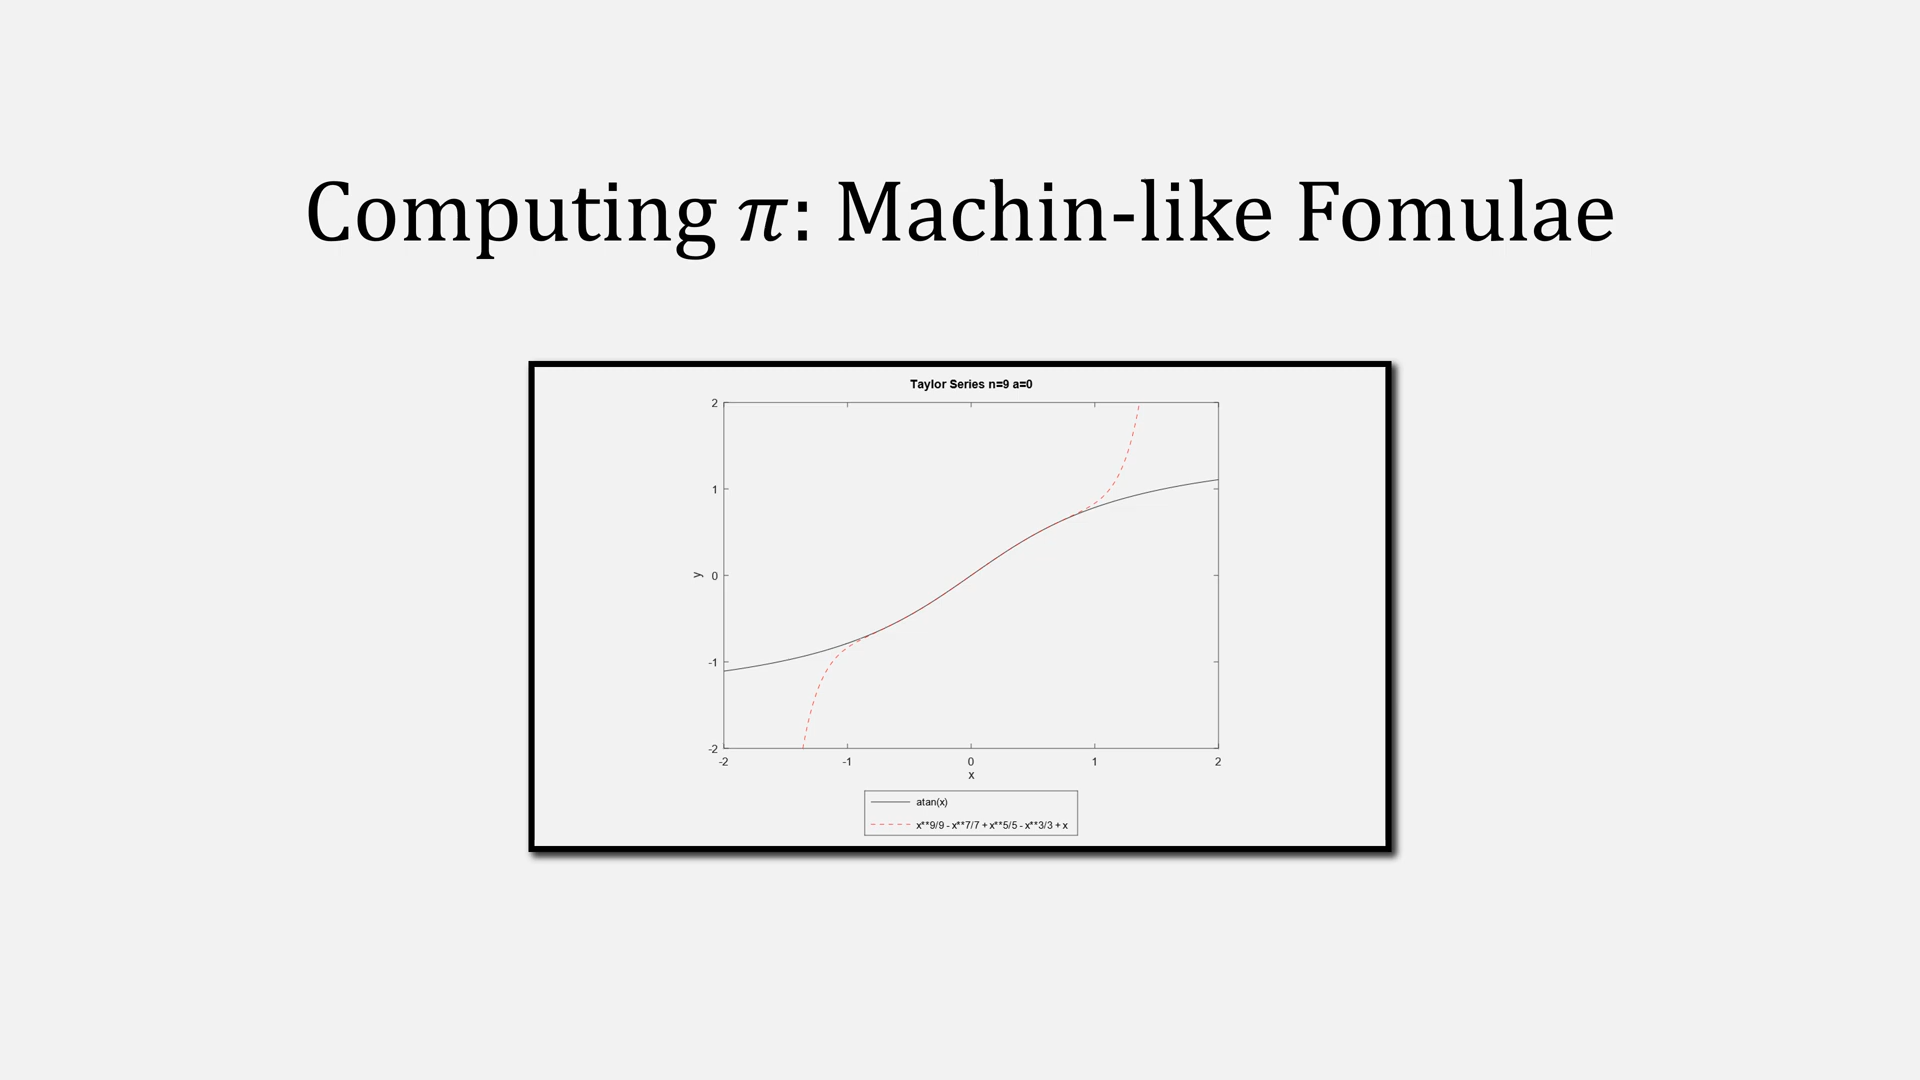 Computing π: Machin-like Fomulae
Taylor Series n=9 a=0
2
1
0
-1
-2
y
-2 -1 0 1 2
x
atan(x)
x**9/9 - x**7/7 + x**5/5 - x**3/3 + x